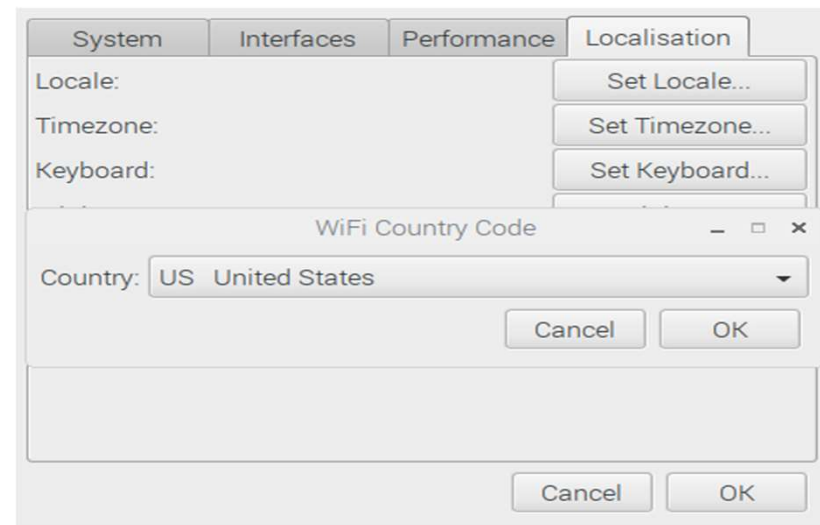 System Interfaces Performance Localisation
Locale: Set Locale...
Timezone: Set Timezone...
Keyboard: Set Keyboard...
WiFi Country Code
Country: US United States
Cancel OK
Cancel OK